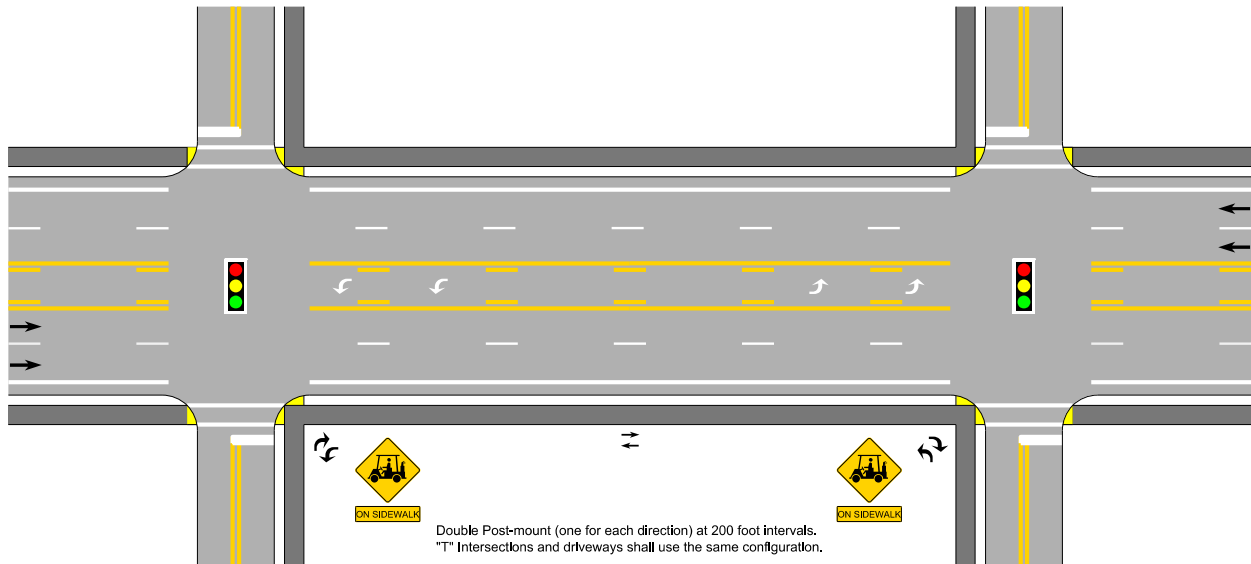 ON SIDEWALK
ON SIDEWALK
Double Post-mount (one for each direction) at 200 foot intervals.
"T" Intersections and driveways shall use the same configuration.